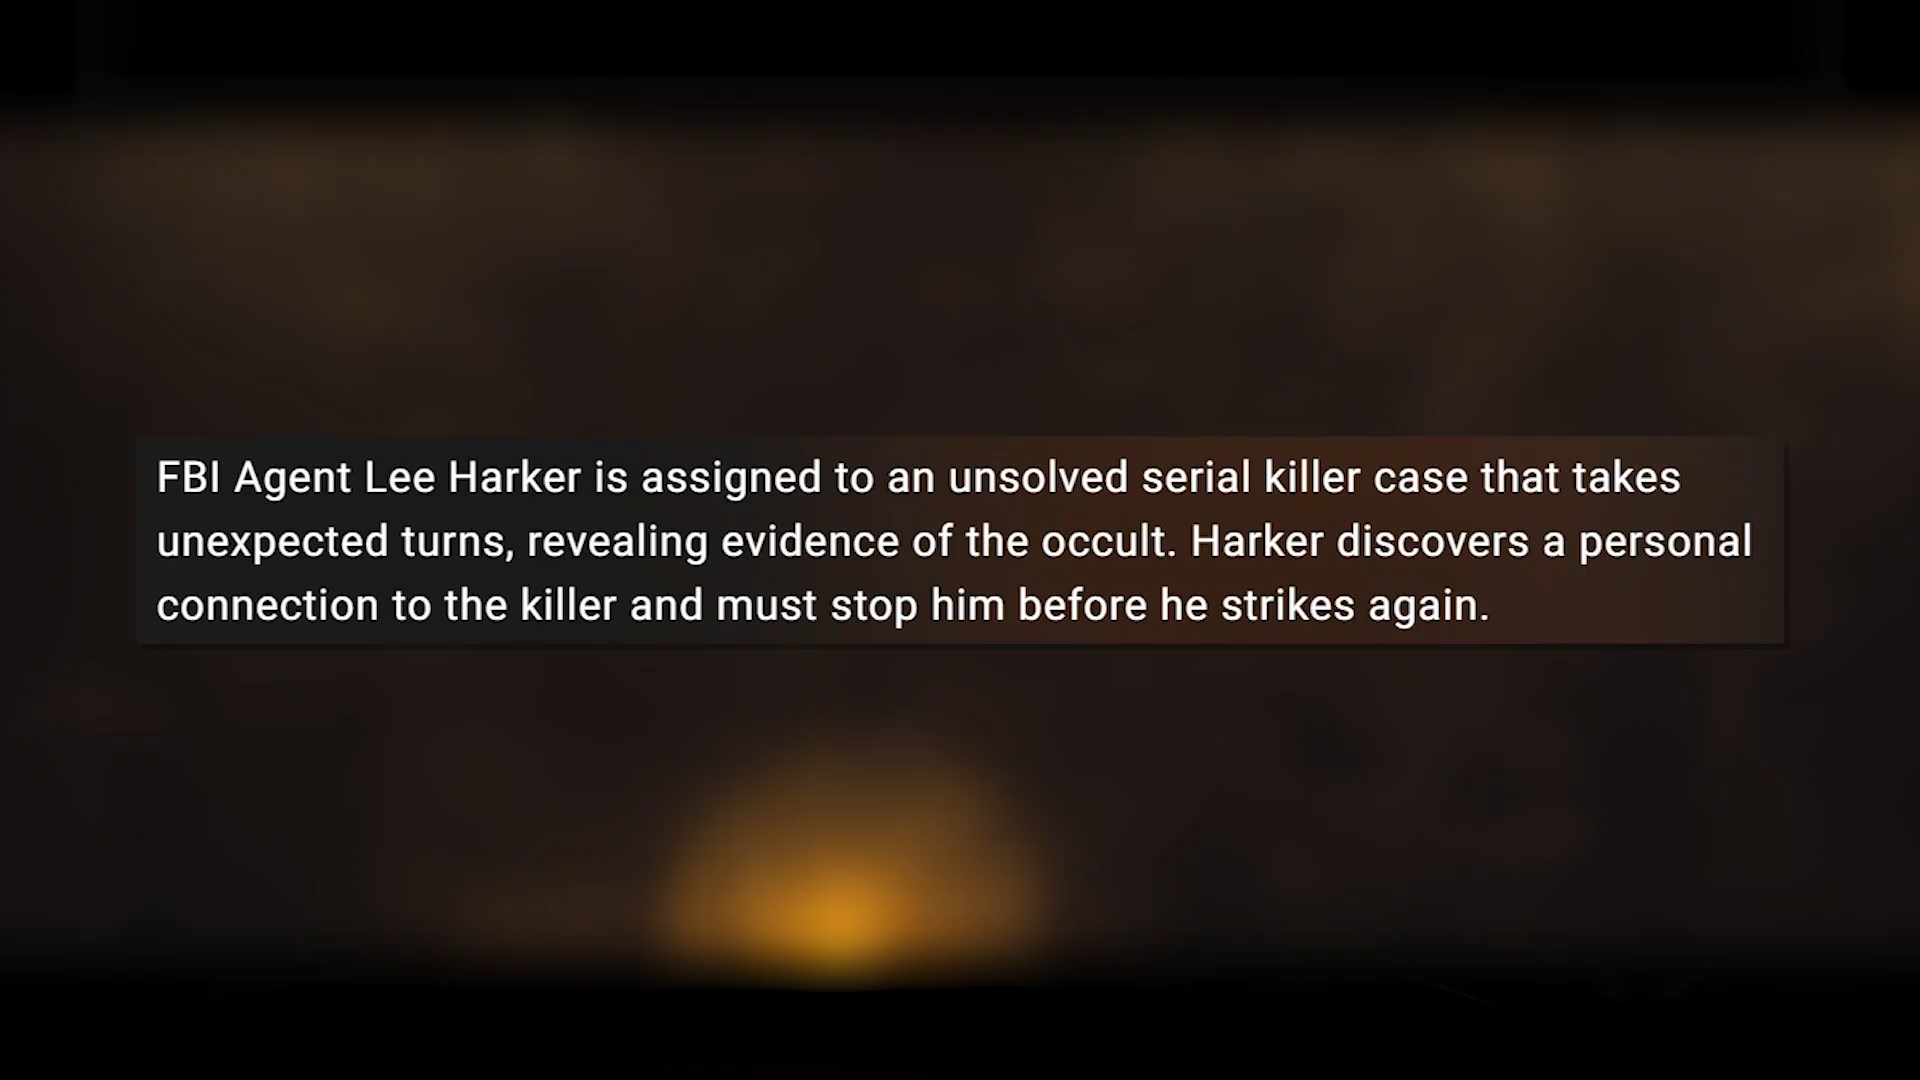 FBI Agent Lee Harker is assigned to an unsolved serial killer case that takes
unexpected turns, revealing evidence of the occult. Harker discovers a personal
connection to the killer and must stop him before he strikes again.